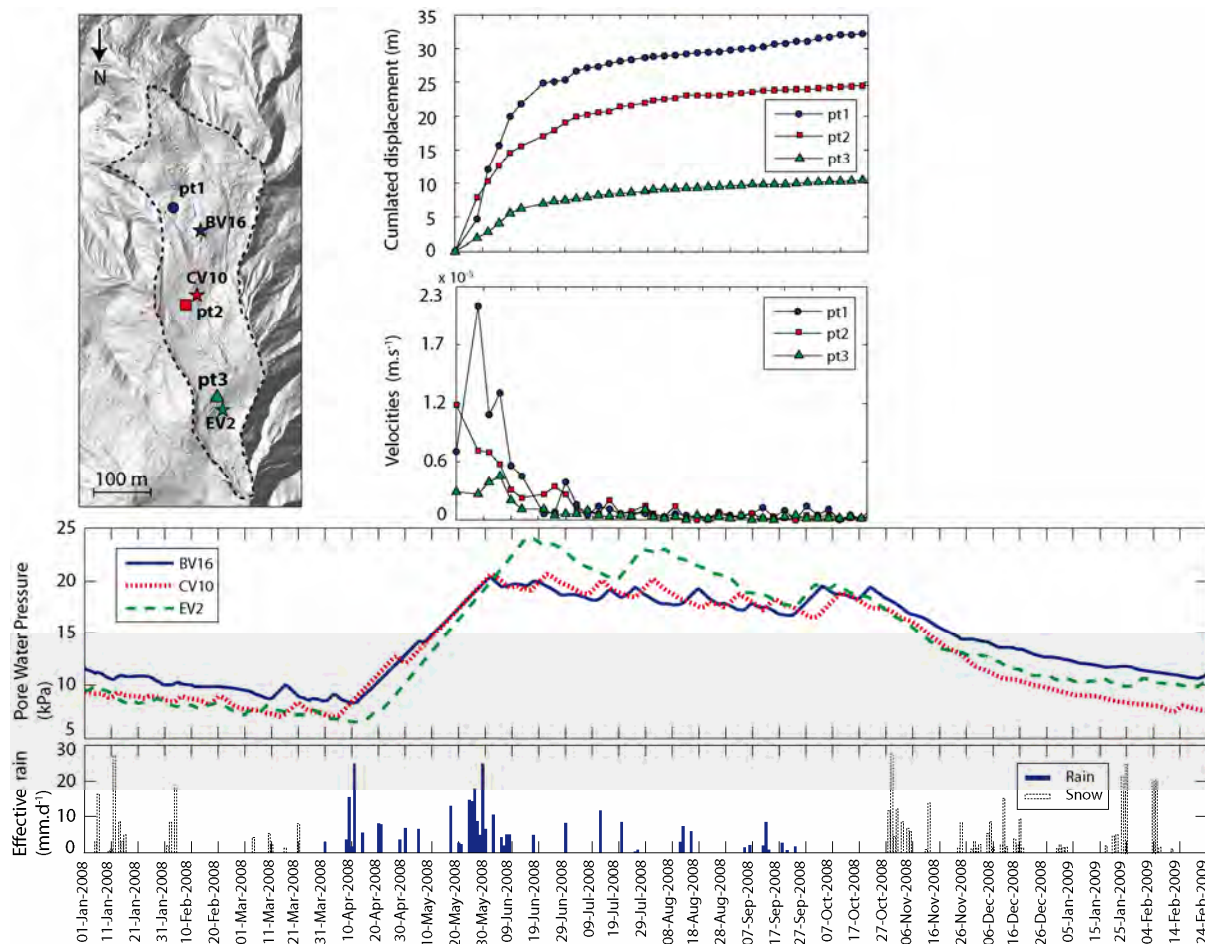 N
pt1
BV16
CV10
pt2
pt3
EV2
100 m
Cumlated displacement (m)
35
30
25
20
15
10
5
0
pt1
pt2
pt3
x 10⁻⁵
Velocities (m.s⁻¹)
2.3
1.7
1.2
0.6
0
pt1
pt2
pt3
Pore Water Pressure
(kPa)
25
20
15
10
5
BV16
CV10
EV2
Effective rain
(mm.d⁻¹)
30
20
10
0
Rain
Snow
01-Jan-2008
11-Jan-2008
21-Jan-2008
31-Jan-2008
10-Feb-2008
20-Feb-2008
01-Mar-2008
11-Mar-2008
21-Mar-2008
31-Mar-2008
10-Apr-2008
20-Apr-2008
30-Apr-2008
10-May-2008
20-May-2008
30-May-2008
09-Jun-2008
19-Jun-2008
29-Jun-2008
09-Jul-2008
19-Jul-2008
29-Jul-2008
08-Aug-2008
18-Aug-2008
28-Aug-2008
07-Sep-2008
17-Sep-2008
27-Sep-2008
07-Oct-2008
17-Oct-2008
27-Oct-2008
06-Nov-2008
16-Nov-2008
26-Nov-2008
06-Dec-2008
16-Dec-2008
26-Dec-2008
05-Jan-2009
15-Jan-2009
25-Jan-2009
04-Feb-2009
14-Feb-2009
24-Feb-2009